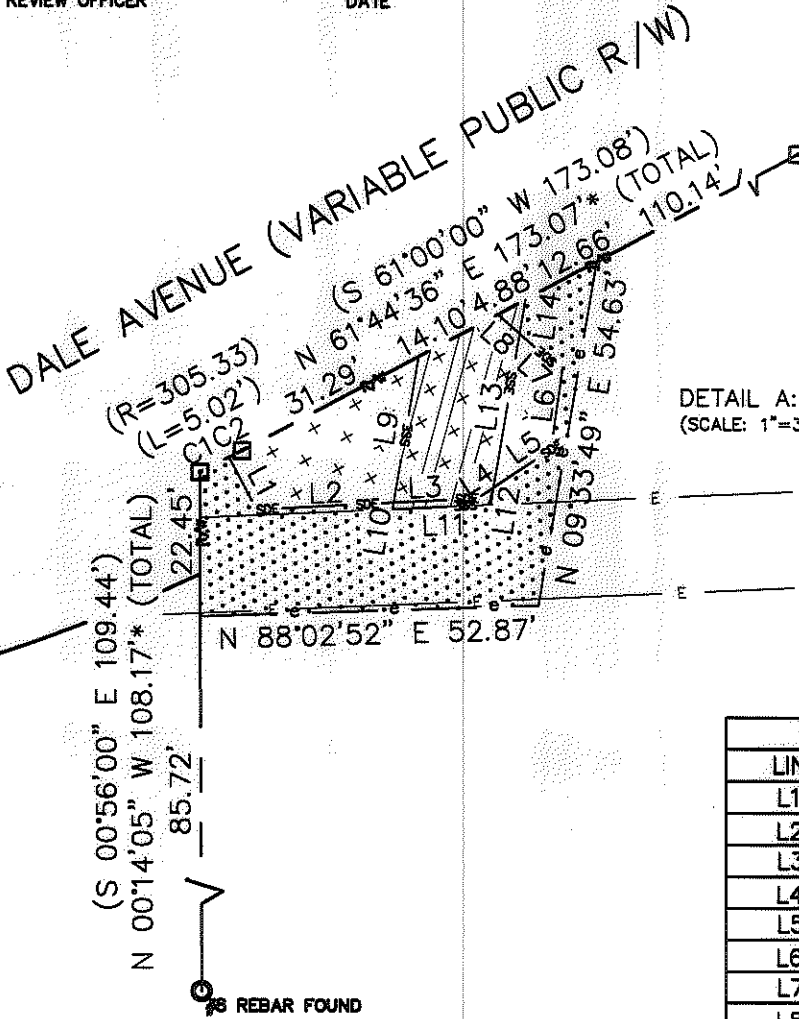 REVIEW OFFICER
DATE
DALE AVENUE (VARIABLE PUBLIC R/W)
(S 61°00'00" W 173.08')
N 61°44'36" E 173.07'* (TOTAL)
31.29'
14.10'
4.88'
12.66'
110.14'
(R=305.33)
(L=5.02')
C1
C2
L1
L2
L3
L4
L5
L6
L7
L8
L9
L10
L11
L12
L13
L14
N 09°33'49" E 54.63'
DETAIL A:
(SCALE: 1"=3
E
E
22.45'
N 88°02'52" E 52.87'
(S 00°56'00" E 109.44')
N 00°14'05" W 108.17'* (TOTAL)
85.72'
REBAR FOUND
LIN
L1
L2
L3
L4
L5
L6
L7
L8